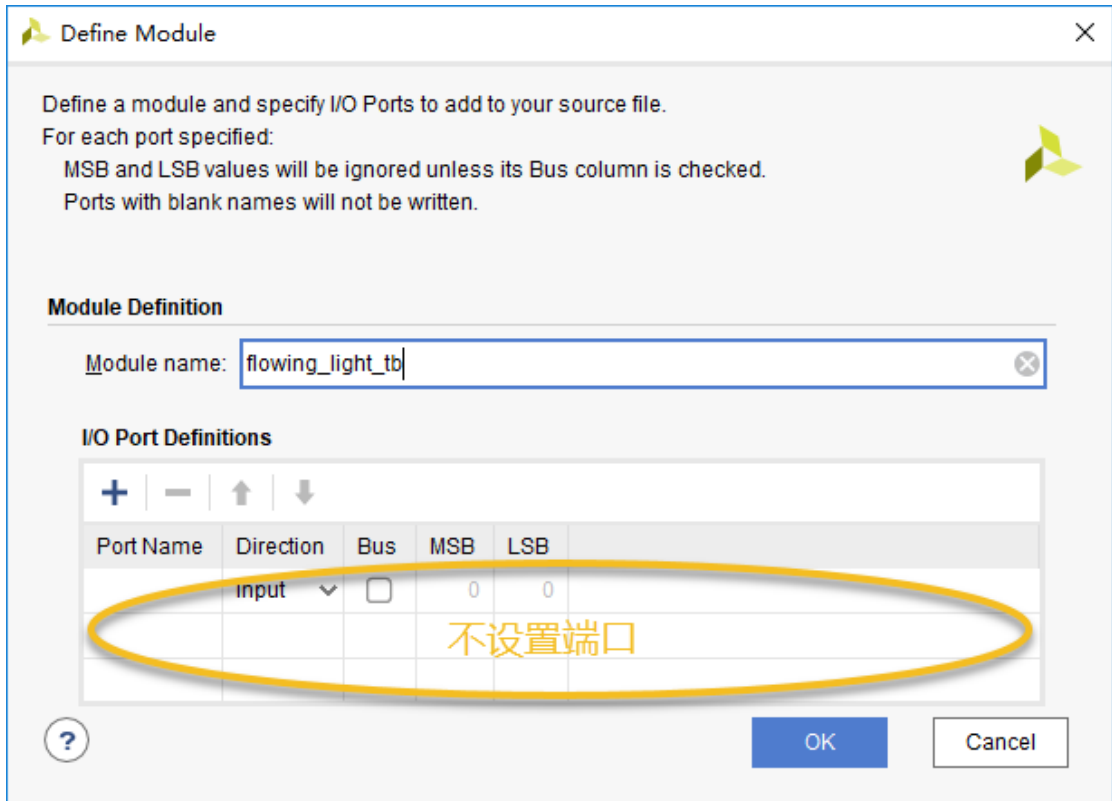 Define Module
Define a module and specify I/O Ports to add to your source file.
For each port specified:
MSB and LSB values will be ignored unless its Bus column is checked.
Ports with blank names will not be written.
Module Definition
Module name: flowing_light_tb
I/O Port Definitions
Port Name Direction Bus MSB LSB
input 0 0
不设置端口
? OK Cancel